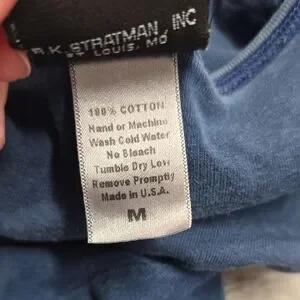 R.K. STRATMAN, INC
ST LOUIS, MO
100% COTTON
Hand or Machine
Wash Cold Water
No Bleach
Tumble Dry Low
Remove Promptly
Made in U.S.A.
M